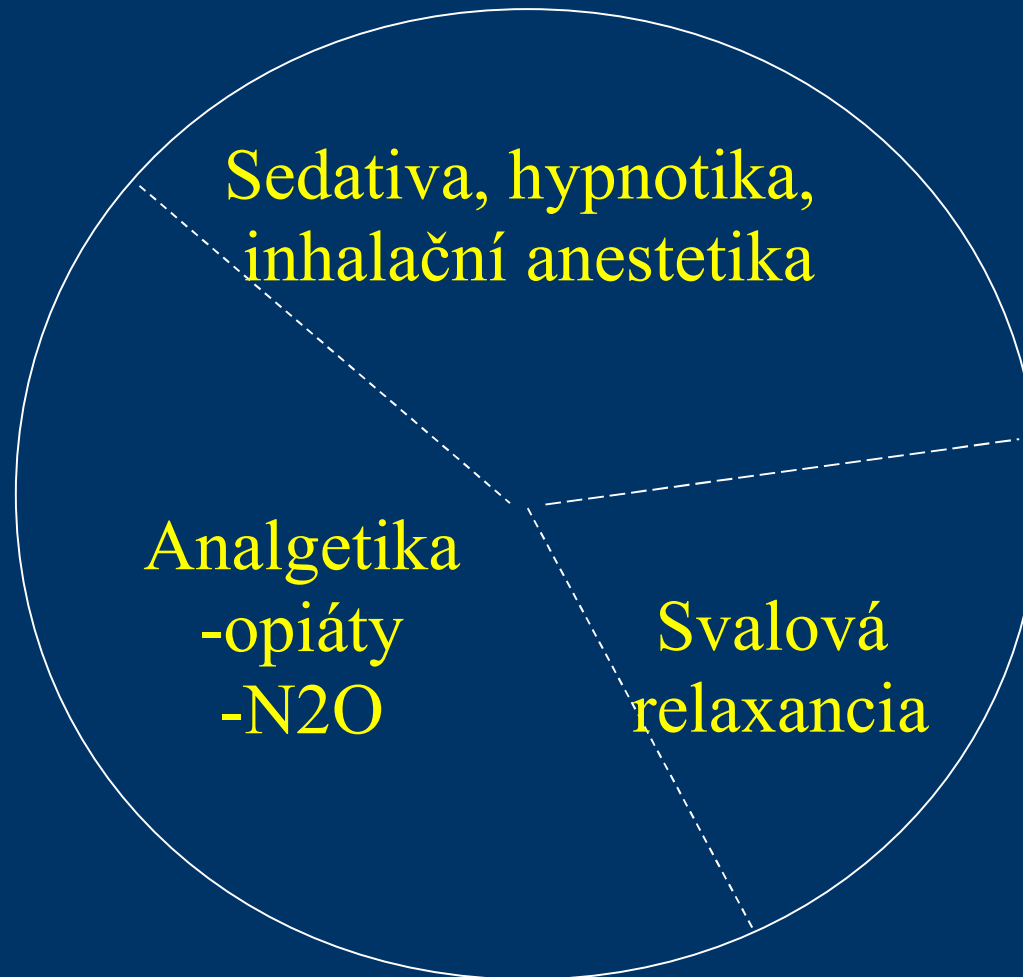 Sedativa, hypnotika,
inhalační anestetika
Analgetika
-opiáty
-N2O
Svalová
relaxancia